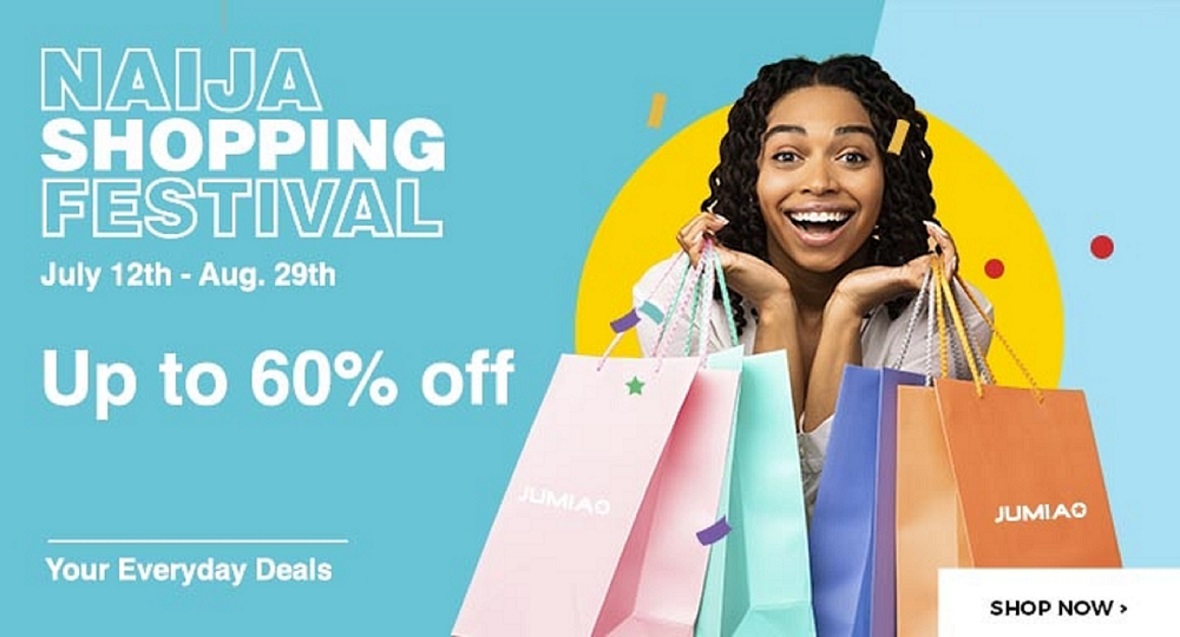 NAIJA
SHOPPING
FESTIVAL
July 12th - Aug. 29th
Up to 60% off
Your Everyday Deals
JUMIA
JUMIA
SHOP NOW >